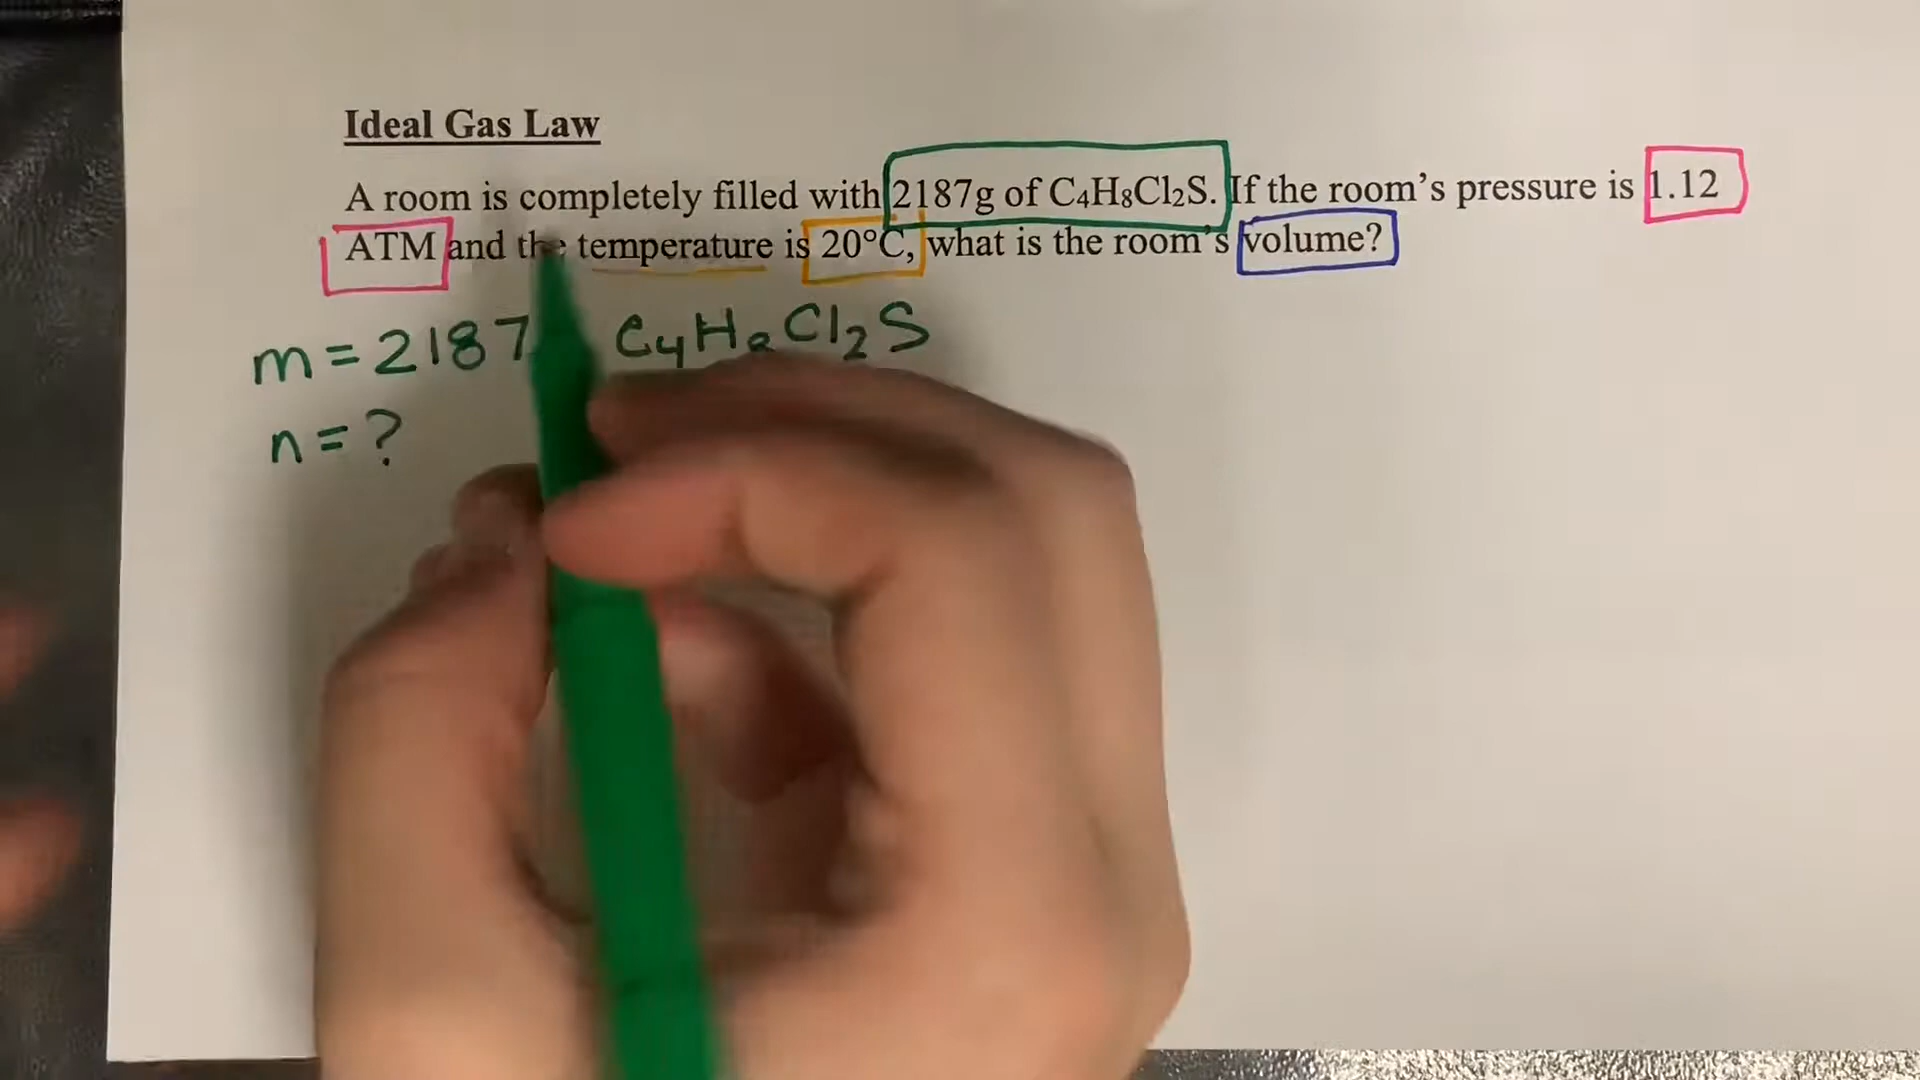 Ideal Gas Law
A room is completely filled with 2187g of C₄H₈Cl₂S. If the room’s pressure is 1.12
ATM and the temperature is 20°C, what is the room’s volume?
m = 2187 C₄H₈Cl₂S
n = ?